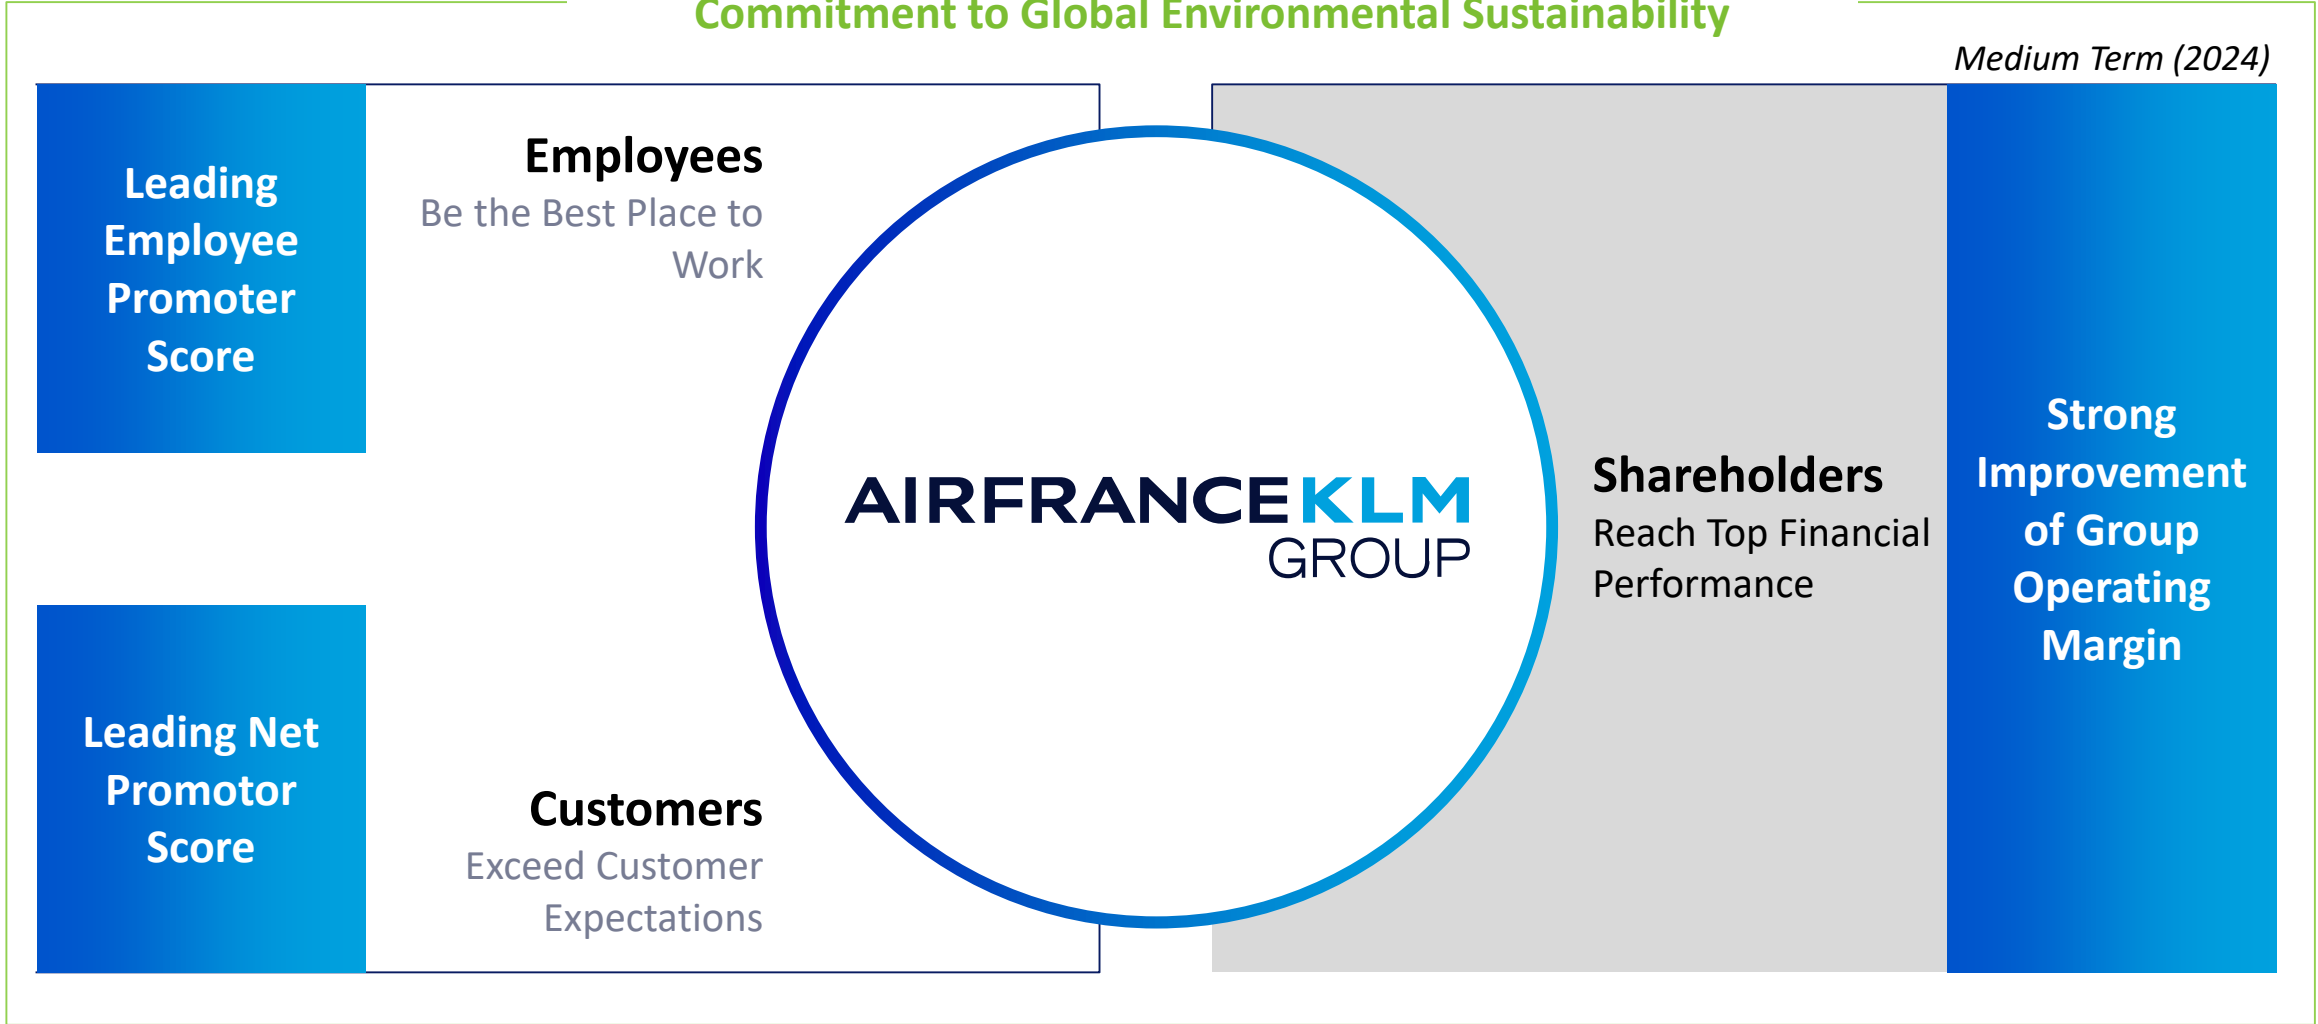 Commitment to Global Environmental Sustainability
Medium Term (2024)
Leading
Employee
Promoter
Score
Employees
Be the Best Place to
Work
Leading Net
Promotor
Score
Customers
Exceed Customer
Expectations
AIRFRANCEKLM
GROUP
Shareholders
Reach Top Financial
Performance
Strong
Improvement
of Group
Operating
Margin